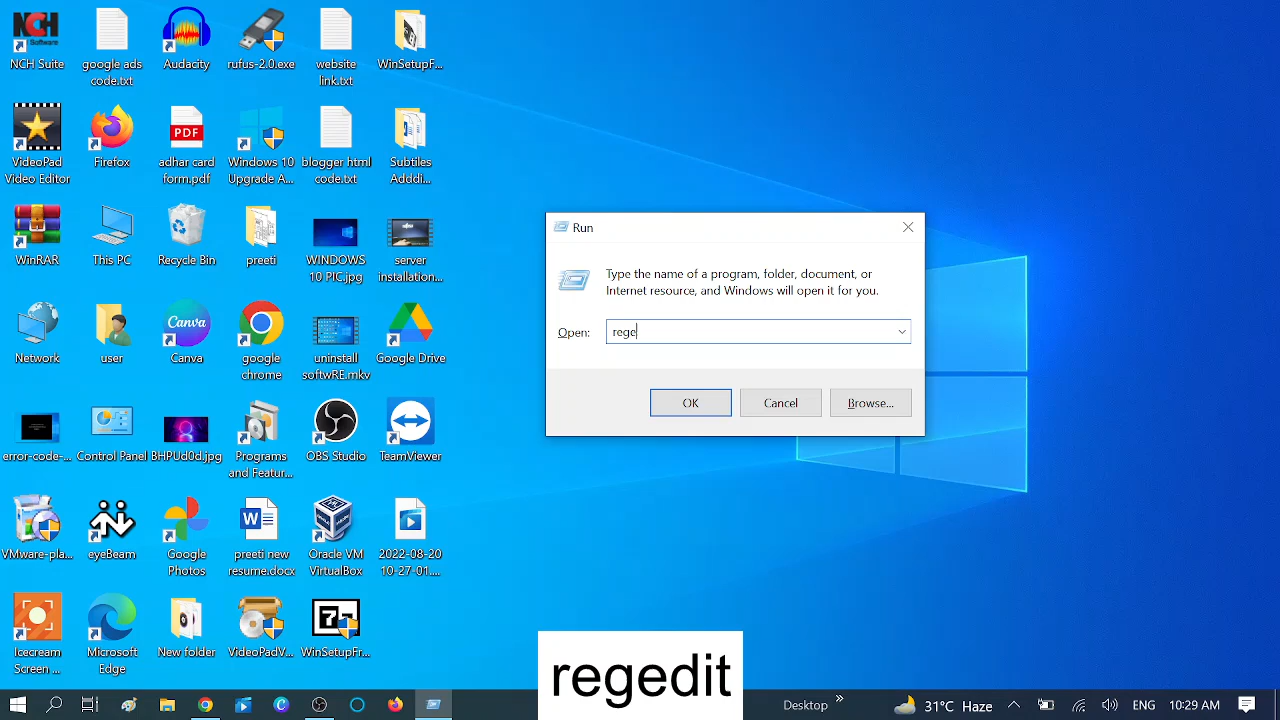 NCH Suite
google ads
code.txt
Audacity
rufus-2.0.exe
website
link.txt
WinSetupF...
VideoPad
Video Editor
Firefox
PDF
adhar card
form.pdf
Windows 10
Upgrade A...
blogger html
code.txt
Subtiles
Adddi...
WinRAR
This PC
Recycle Bin
preeti
WINDOWS
10 PIC.jpg
server
installation...
Network
user
Canva
Canva
google
chrome
uninstall
softwRE.mkv
Google Drive
error-code-...
Control Panel
BHPUd0d.jpg
Programs
and Featur...
OBS Studio
TeamViewer
VMware-pla...
eyeBeam
Google
Photos
preeti new
resume.docx
Oracle VM
VirtualBox
2022-08-20
10-27-01....
Icecream
Screen ...
Microsoft
Edge
New folder
VideoPadV...
WinSetupFr...
Run
Type the name of a program, folder, document, or
Internet resource, and Windows will open it for you.
Open: rege
OK Cancel Browse...
regedit
Desktop » 31°C Haze ENG 10:29 AM